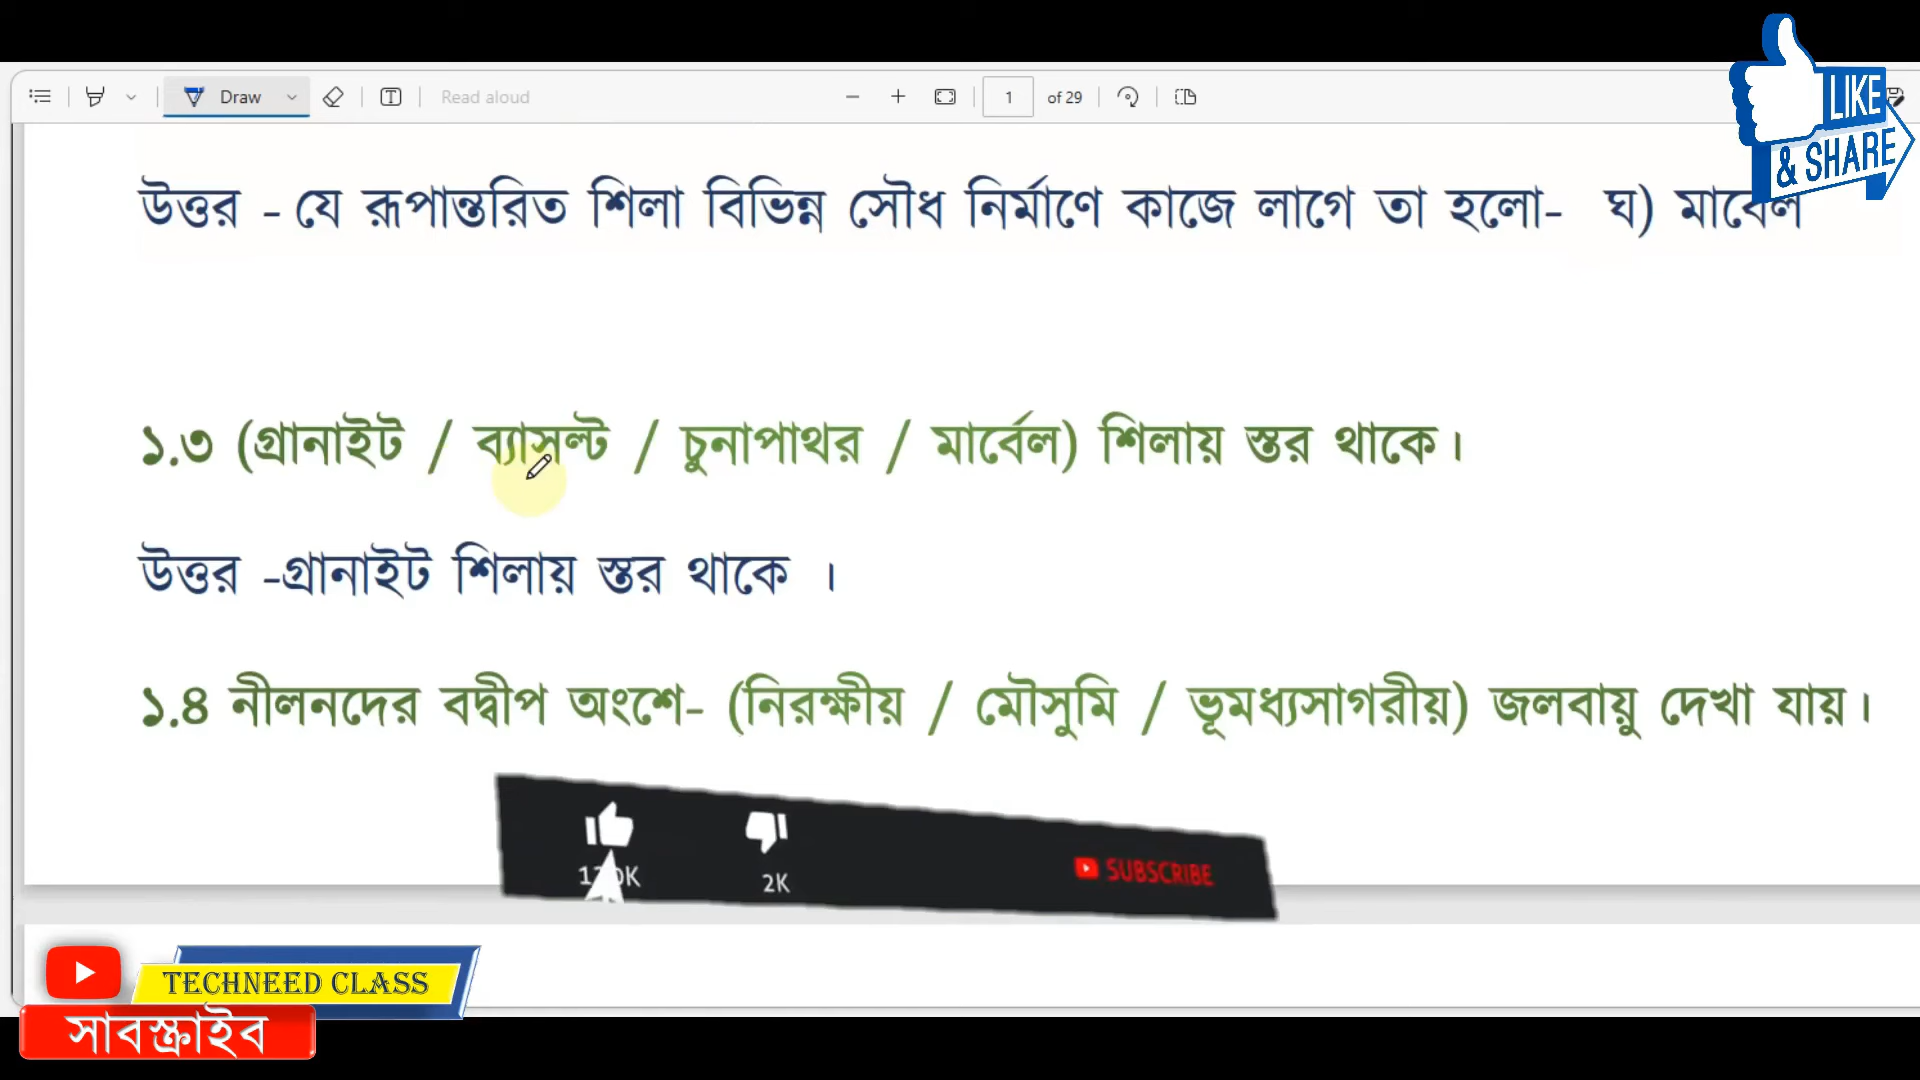 Draw
Read aloud
1 of 29
LIKE
& SHARE
উত্তর - যে রূপান্তরিত শিলা বিভিন্ন সৌধ নির্মাণে কাজে লাগে তা হলো- ঘ) মার্বেল
১.৩ (গ্রানাইট / ব্যাসল্ট / চুনাপাথর / মার্বেল) শিলায় স্তর থাকে।
উত্তর -গ্রানাইট শিলায় স্তর থাকে ।
১.৪ নীলনদের বদ্বীপ অংশে- (নিরক্ষীয় / মৌসুমি / ভূমধ্যসাগরীয়) জলবায়ু দেখা যায়।
2K
SUBSCRIBE
TECHNEED CLASS
সাবস্ক্রাইব